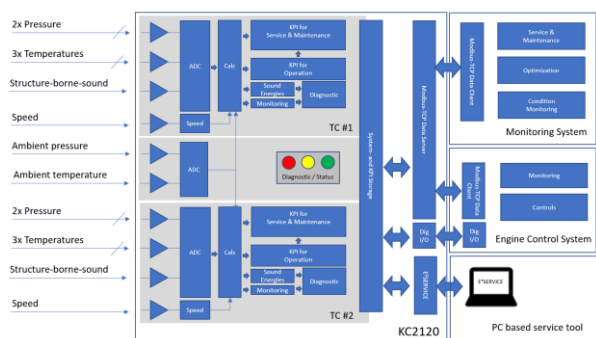 2x Pressure
3x Temperatures
Structure-borne-sound
Speed
Ambient pressure
Ambient temperature
2x Pressure
3x Temperatures
Structure-borne-sound
Speed
ADC
Calc
Speed
KPI for
Service & Maintenance
KPI for
Operation
Sound
Energies
Monitoring
Diagnostic
TC #1
ADC
Diagnostic / Status
ADC
Calc
Speed
KPI for
Service & Maintenance
KPI for
Operation
Sound
Energies
Monitoring
Diagnostic
TC #2
System- and KPI Storage
Modbus-TCP Data Server
Dig
I/O
E²SERVICE
KC2120
Modbus-TCP Data Client
Service &
Maintenance
Optimization
Condition
Monitoring
Monitoring System
Modbus-TCP Data
Client
Dig
I/O
Monitoring
Controls
Engine Control System
E²SERVICE
PC based service tool